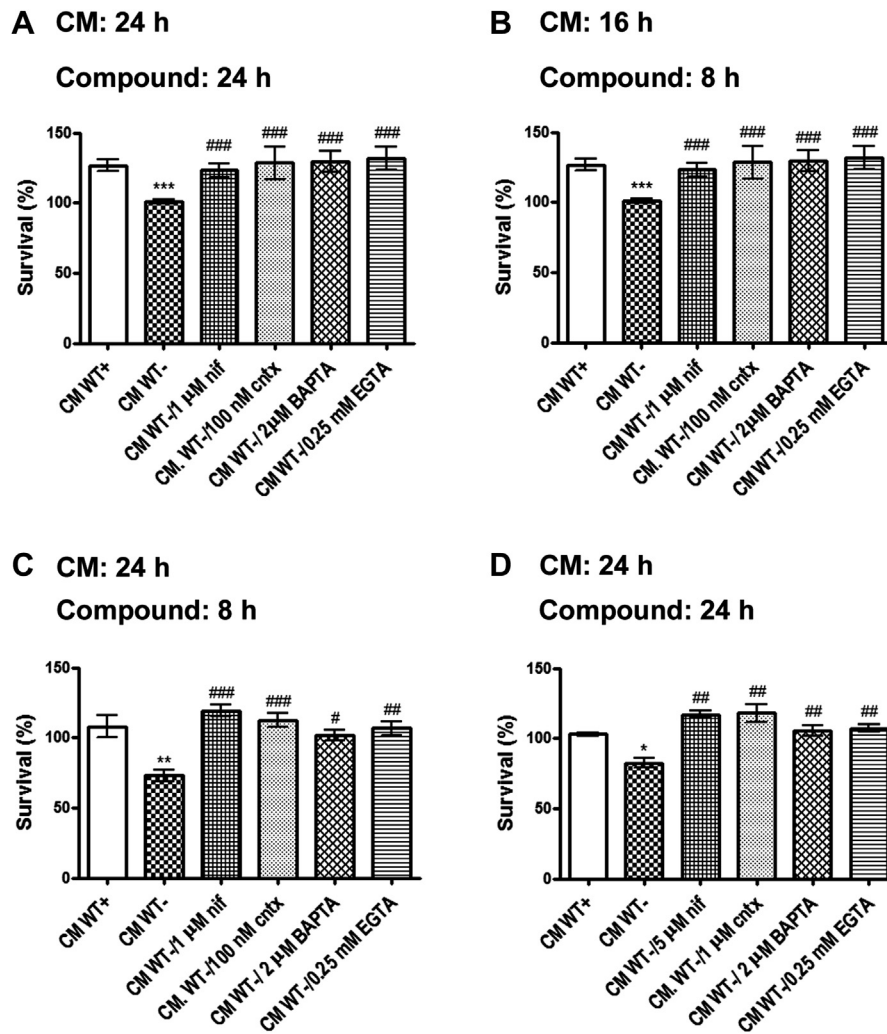 A CM: 24 h
Compound: 24 h
###
###
###
###
***
150
100
50
0
Survival (%)
CM WT+
CM WT-
CM WT-/1 µM nif
CM. WT-/100 nM cntx
CM WT-/ 2µM BAPTA
CM WT-/0.25 mM EGTA
B CM: 16 h
Compound: 8 h
###
###
###
###
***
150
100
50
0
Survival (%)
CM WT+
CM WT-
CM WT-/1 µM nif
CM. WT-/100 nM cntx
CM WT-/ 2µM BAPTA
CM WT-/0.25 mM EGTA
C CM: 24 h
Compound: 8 h
###
###
#
##
**
150
100
50
0
Survival (%)
CM WT+
CM WT-
CM WT-/1 µM nif
CM. WT-/100 nM cntx
CM WT-/ 2 µM BAPTA
CM WT-/0.25 mM EGTA
D CM: 24 h
Compound: 24 h
##
##
##
##
*
150
100
50
0
Survival (%)
CM WT+
CM WT-
CM WT-/5 µM nif
CM. WT-/1 µM cntx
CM WT-/ 2 µM BAPTA
CM WT-/0.25 mM EGTA